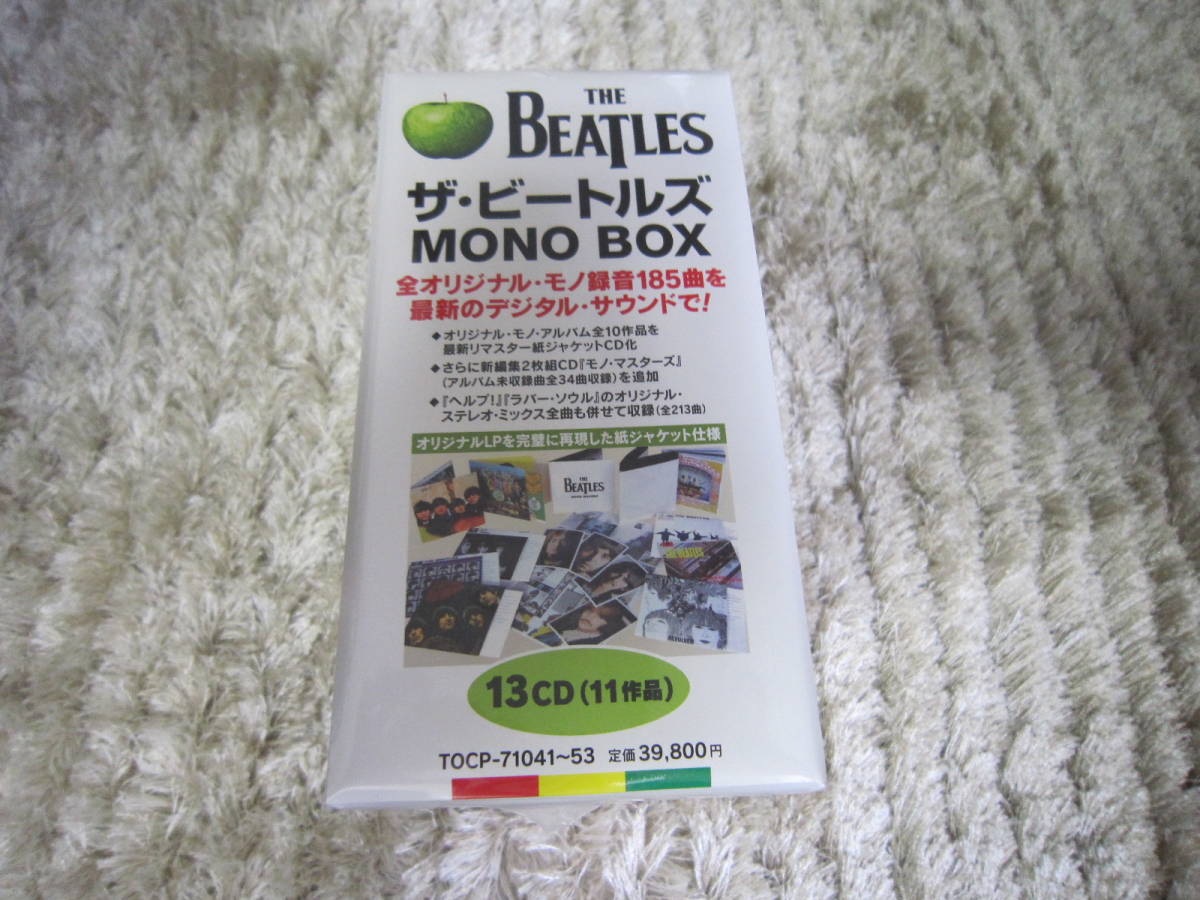 THE
BEATLES
ザ・ビートルズ
MONO BOX
全オリジナル・モノ録音185曲を
最新のデジタル・サウンドで!
◆オリジナル・モノ・アルバム全10作品を
最新リマスター紙ジャケットCD化
◆さらに新編集2枚組CD『モノ・マスターズ』
(アルバム未収録曲全34曲収録)を追加
◆『ヘルプ!』『ラバー・ソウル』のオリジナル・
ステレオ・ミックス全曲も併せて収録(全213曲)
オリジナルLPを完璧に再現した紙ジャケット仕様
THE
BEATLES
REVOLVER
13CD(11作品)
TOCP-71041~53 定価39,800円